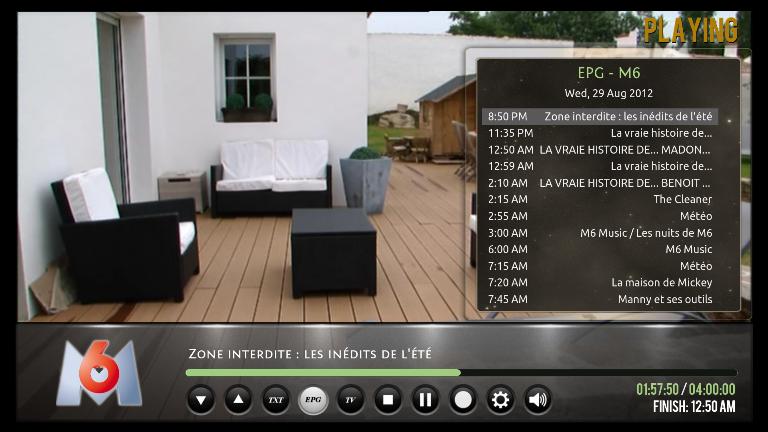 PLAYING
EPG - M6
Wed, 29 Aug 2012
8:50 PM Zone interdite : les inédits de l'été
11:35 PM La vraie histoire de...
12:50 AM LA VRAIE HISTOIRE DE... MADON...
12:59 AM La vraie histoire de...
2:10 AM LA VRAIE HISTOIRE DE... BENOIT ...
2:15 AM The Cleaner
2:55 AM Météo
3:00 AM M6 Music / Les nuits de M6
6:00 AM M6 Music
7:15 AM Météo
7:20 AM La maison de Mickey
7:45 AM Manny et ses outils
M6
ZONE INTERDITE : LES INÉDITS DE L'ÉTÉ
TXT EPG TV
01:57:50 / 04:00:00
FINISH: 12:50 AM